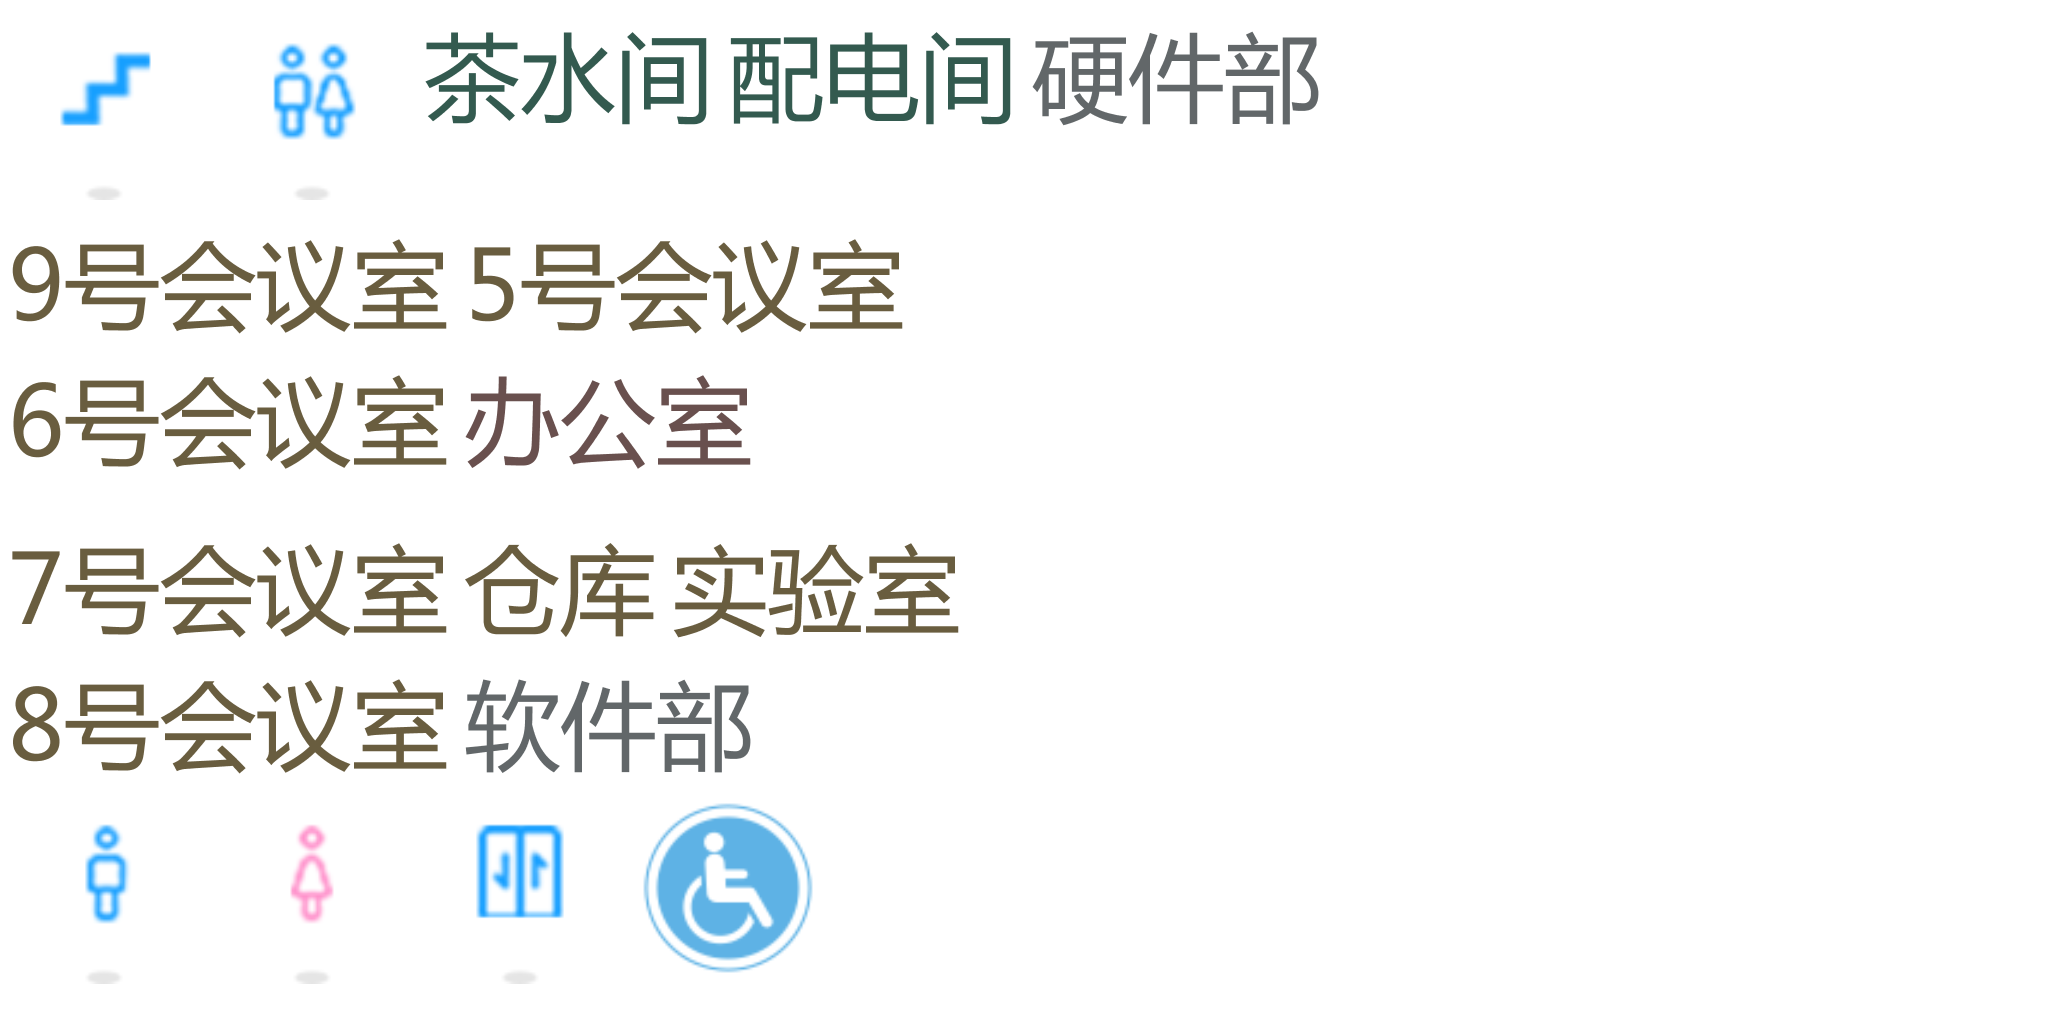 茶水间 配电间 硬件部
9号会议室 5号会议室
6号会议室 办公室
7号会议室 仓库 实验室
8号会议室 软件部